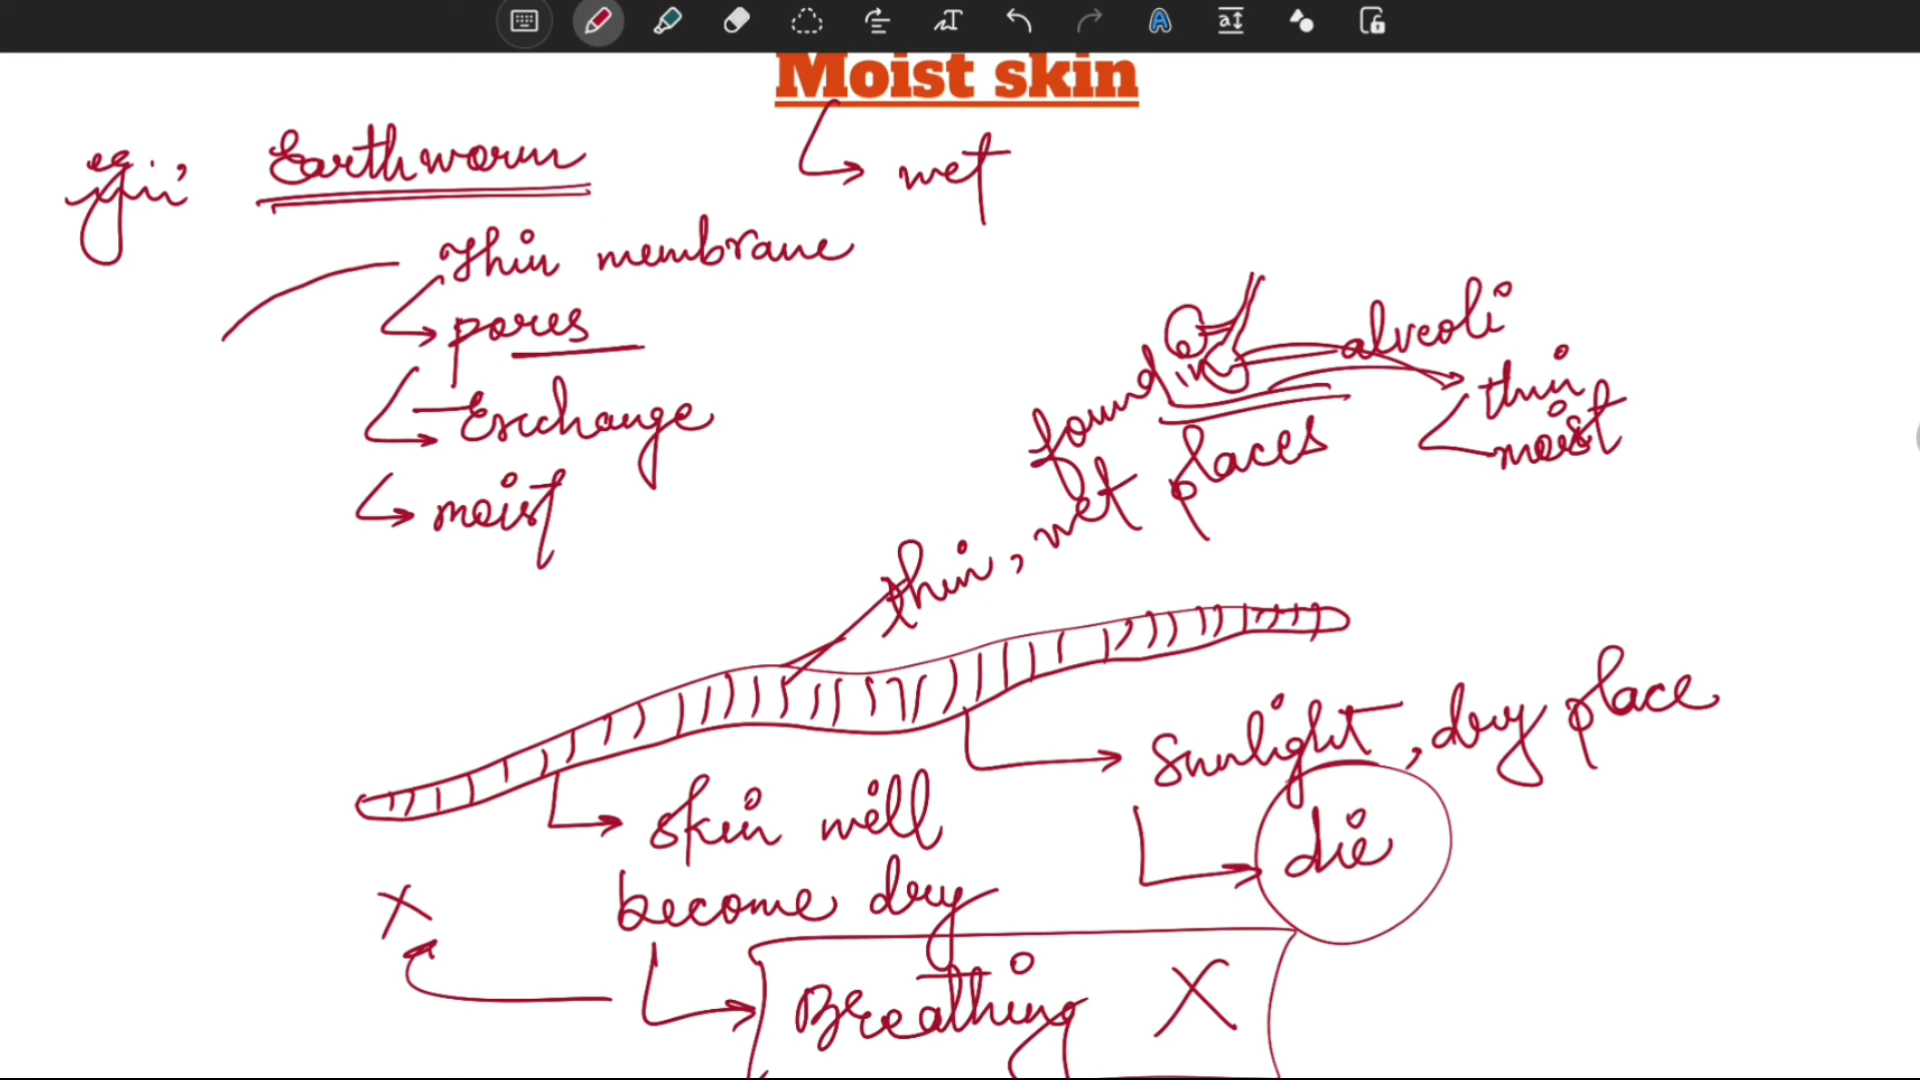 Moist skin
eg:- Earthworm
wet
Thin membrane
pores
Exchange
moist
alveoli
thin
moist
found in
wet places
thin,
Sunlight, dry place
die
skin will
become dry
X
Breathing X